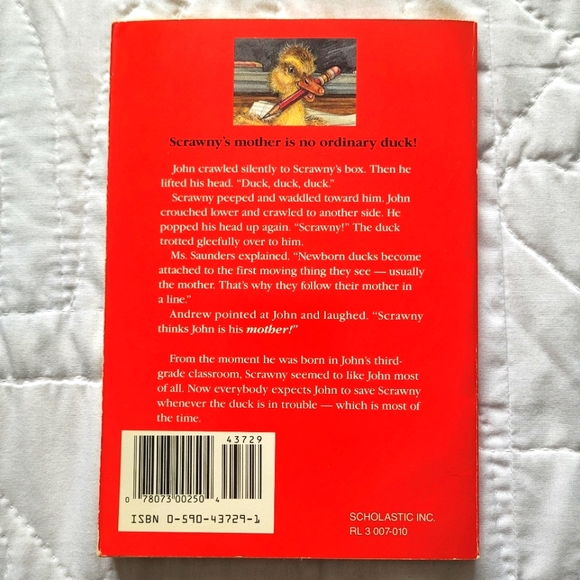 Scrawny's mother is no ordinary duck!
John crawled silently to Scrawny's box. Then he
lifted his head. "Duck, duck, duck."
Scrawny peeped and waddled toward him. John
crouched lower and crawled to another side. He
popped his head up again. "Scrawny!" The duck
trotted gleefully over to him.
Ms. Saunders explained. "Newborn ducks become
attached to the first moving thing they see — usually
the mother. That's why they follow their mother in
a line."
Andrew pointed at John and laughed. "Scrawny
thinks John is his mother!"
From the moment he was born in John's third-
grade classroom, Scrawny seemed to like John most
of all. Now everybody expects John to save Scrawny
whenever the duck is in trouble — which is most of
the time.
43729
0 78073 00250 4
ISBN 0-590-43729-1
SCHOLASTIC INC.
RL 3 007-010